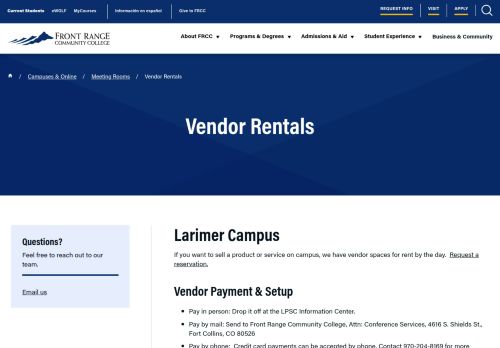 Current Students eWOLF MyCourses Información en español Give to FRCC REQUEST INFO VISIT APPLY
FRONT RANGE
COMMUNITY COLLEGE
About FRCC Programs & Degrees Admissions & Aid Student Experience Business & Community
/ Campuses & Online / Meeting Rooms / Vendor Rentals
Vendor Rentals
Questions?
Feel free to reach out to our
team.
Email us
Larimer Campus
If you want to sell a product or service on campus, we have vendor spaces for rent by the day. Request a
reservation.
Vendor Payment & Setup
• Pay in person: Drop it off at the LPSC Information Center.
• Pay by mail: Send to Front Range Community College, Attn: Conference Services, 4616 S. Shields St.,
Fort Collins, CO 80526
• Pay by phone: Credit card payments can be accepted by phone. Contact 970-204-8169 for more